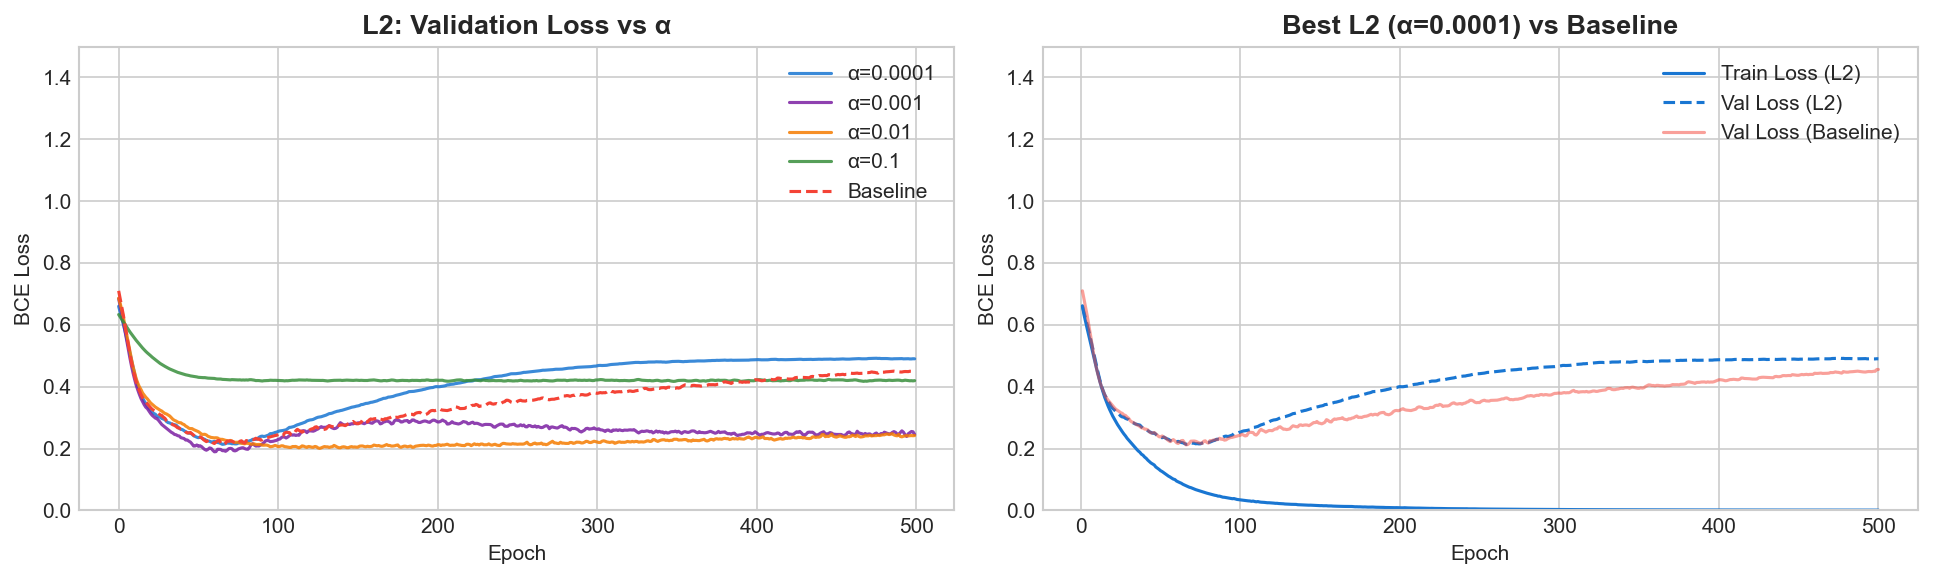 L2: Validation Loss vs α
1.4
1.2
1.0
0.8
0.6
0.4
0.2
0.0
BCE Loss
0 100 200 300 400 500
Epoch
α=0.0001
α=0.001
α=0.01
α=0.1
Baseline
Best L2 (α=0.0001) vs Baseline
1.4
1.2
1.0
0.8
0.6
0.4
0.2
0.0
BCE Loss
0 100 200 300 400 500
Epoch
Train Loss (L2)
Val Loss (L2)
Val Loss (Baseline)